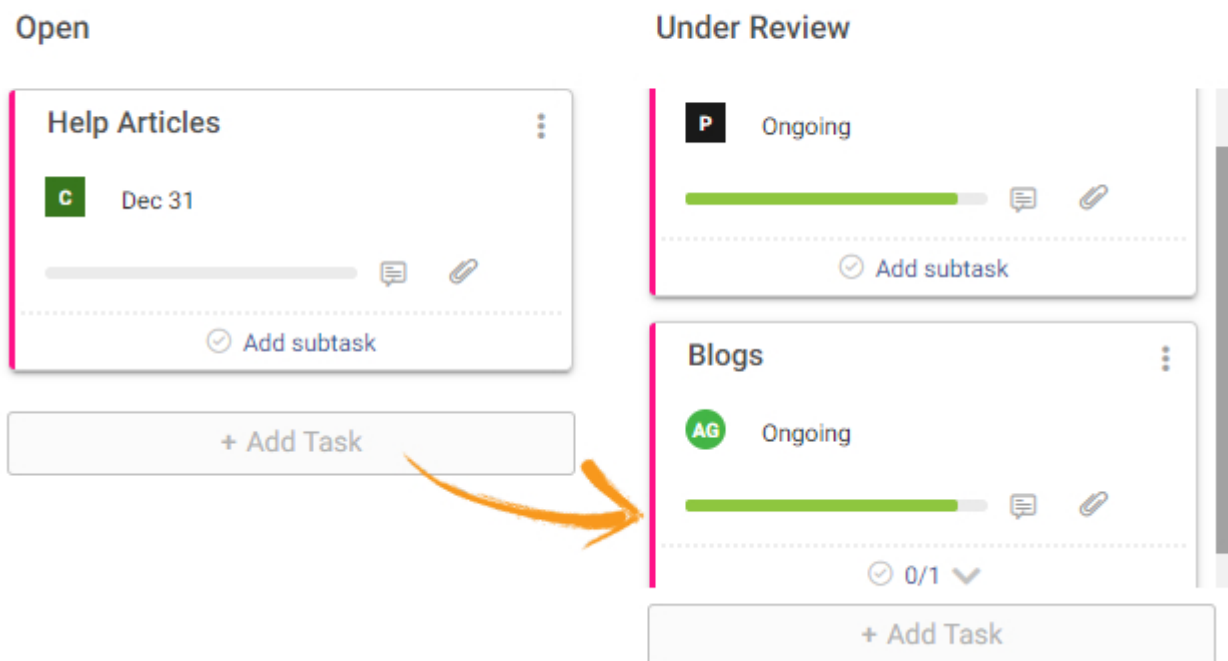 Open
Help Articles
C Dec 31
Add subtask
+ Add Task
Under Review
P Ongoing
Add subtask
Blogs
AG Ongoing
0/1
+ Add Task